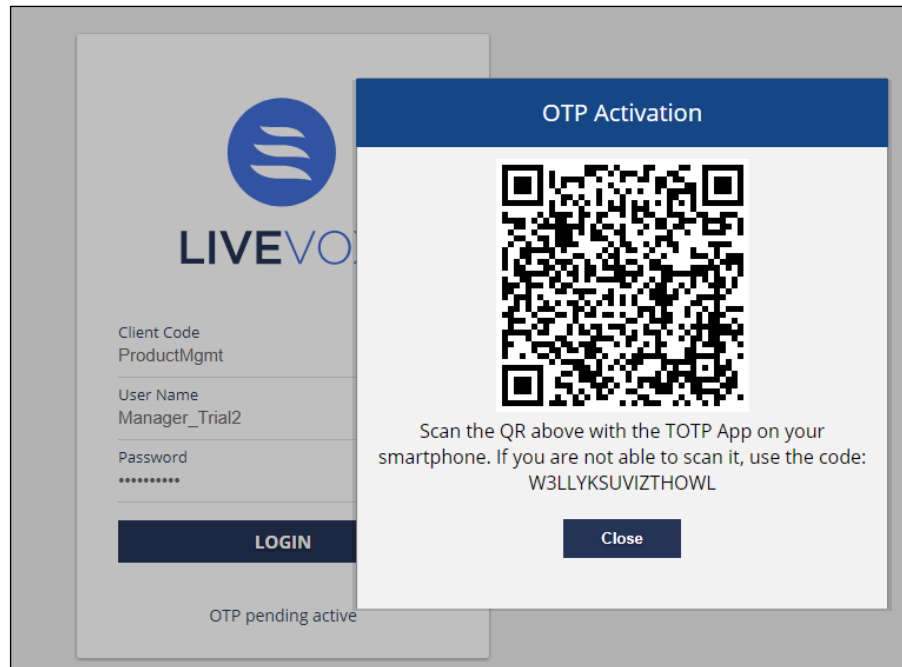 OTP Activation
LIVEVO
Client Code
ProductMgmt
User Name
Manager_Trial2
Password
••••••••••
LOGIN
OTP pending active
Scan the QR above with the TOTP App on your
smartphone. If you are not able to scan it, use the code:
W3LLYKSUVIZTHOWL
Close